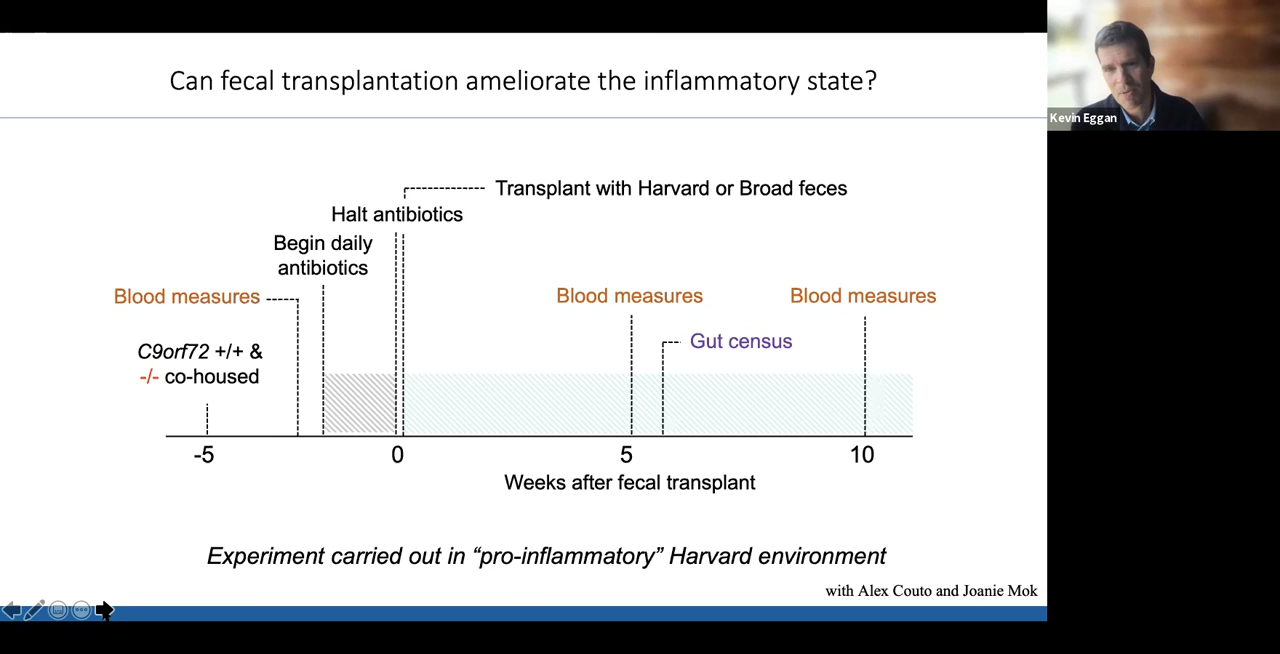 Can fecal transplantation ameliorate the inflammatory state?
Kevin Eggan
Transplant with Harvard or Broad feces
Halt antibiotics
Begin daily
antibiotics
Blood measures
Blood measures
Blood measures
Gut census
C9orf72 +/+ &
-/- co-housed
-5
0
5
10
Weeks after fecal transplant
Experiment carried out in “pro-inflammatory” Harvard environment
with Alex Couto and Joanie Mok